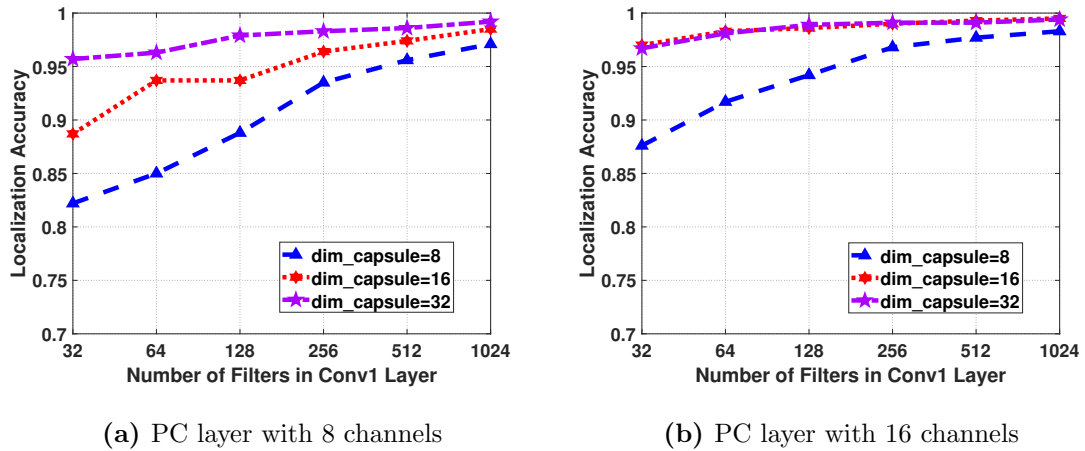 1
0.95
0.9
0.85
0.8
0.75
0.7
Localization Accuracy
dim_capsule=8
dim_capsule=16
dim_capsule=32
32 64 128 256 512 1024
Number of Filters in Conv1 Layer
(a) PC layer with 8 channels
1
0.95
0.9
0.85
0.8
0.75
0.7
Localization Accuracy
dim_capsule=8
dim_capsule=16
dim_capsule=32
32 64 128 256 512 1024
Number of Filters in Conv1 Layer
(b) PC layer with 16 channels